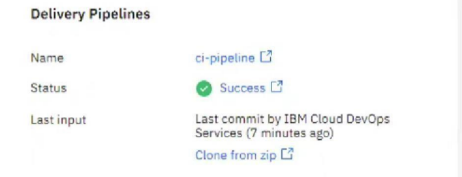 Delivery Pipelines
Name ci-pipeline
Status Success
Last input Last commit by IBM Cloud DevOps
Services (7 minutes ago)
Clone from zip